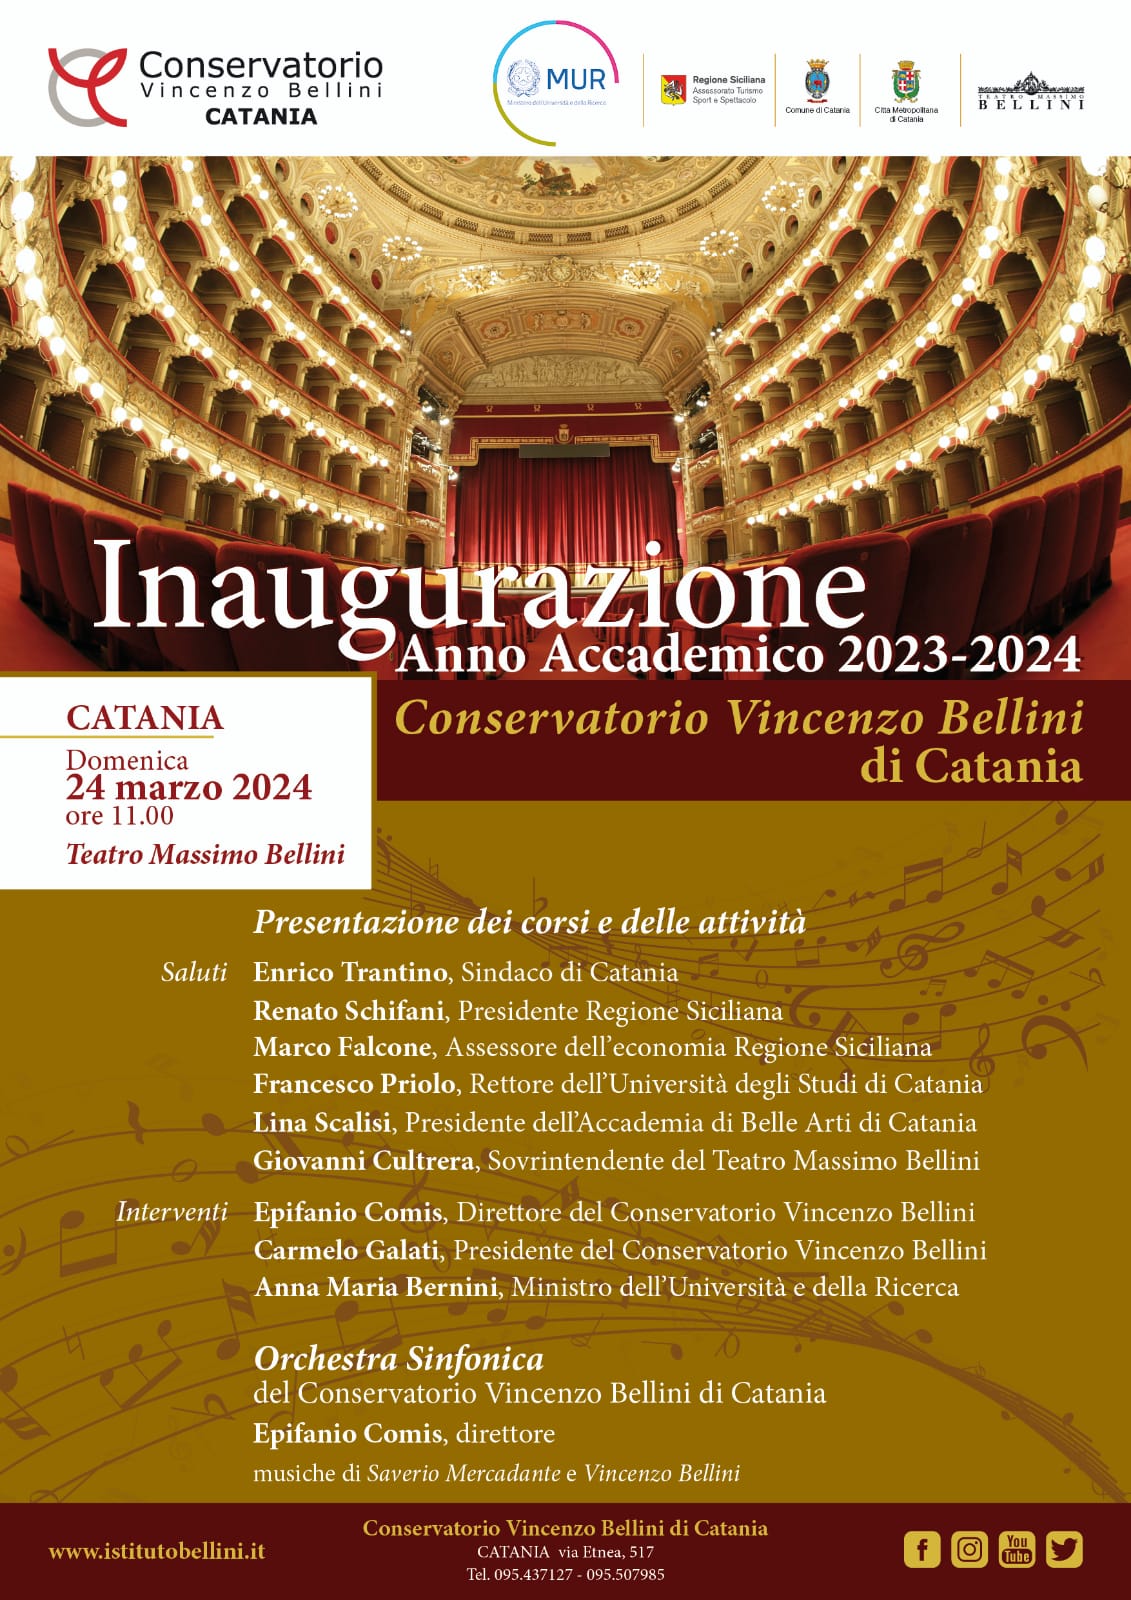 Conservatorio
Vincenzo Bellini
CATANIA
MUR
Ministero dell'Università e della Ricerca
Regione Siciliana
Assessorato Turismo
Sport e Spettacolo
Comune di Catania
Città Metropolitana
di Catania
TEATRO MASSIMO
BELLINI
Inaugurazione
Anno Accademico 2023-2024
Conservatorio Vincenzo Bellini
di Catania
CATANIA
Domenica
24 marzo 2024
ore 11.00
Teatro Massimo Bellini
Presentazione dei corsi e delle attività
Saluti Enrico Trantino, Sindaco di Catania
Renato Schifani, Presidente Regione Siciliana
Marco Falcone, Assessore dell’economia Regione Siciliana
Francesco Priolo, Rettore dell’Università degli Studi di Catania
Lina Scalisi, Presidente dell’Accademia di Belle Arti di Catania
Giovanni Cultrera, Sovrintendente del Teatro Massimo Bellini
Interventi Epifanio Comis, Direttore del Conservatorio Vincenzo Bellini
Carmelo Galati, Presidente del Conservatorio Vincenzo Bellini
Anna Maria Bernini, Ministro dell’Università e della Ricerca
Orchestra Sinfonica
del Conservatorio Vincenzo Bellini di Catania
Epifanio Comis, direttore
musiche di Saverio Mercadante e Vincenzo Bellini
www.istitutobellini.it
Conservatorio Vincenzo Bellini di Catania
CATANIA via Etnea, 517
Tel. 095.437127 - 095.507985
You
Tube